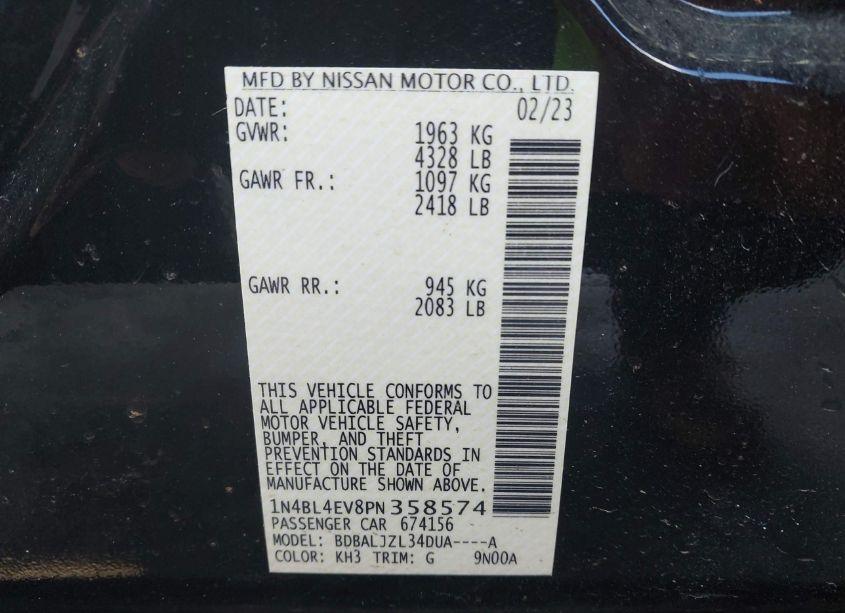 MFD BY NISSAN MOTOR CO., LTD.
DATE: 02/23
GVWR: 1963 KG
4328 LB
GAWR FR.: 1097 KG
2418 LB
GAWR RR.: 945 KG
2083 LB
THIS VEHICLE CONFORMS TO
ALL APPLICABLE FEDERAL
MOTOR VEHICLE SAFETY,
BUMPER, AND THEFT
PREVENTION STANDARDS IN
EFFECT ON THE DATE OF
MANUFACTURE SHOWN ABOVE.
1N4BL4EV8PN358574
PASSENGER CAR 674156
MODEL: BDBALJZL34DUA----A
COLOR: KH3 TRIM: G 9N00A